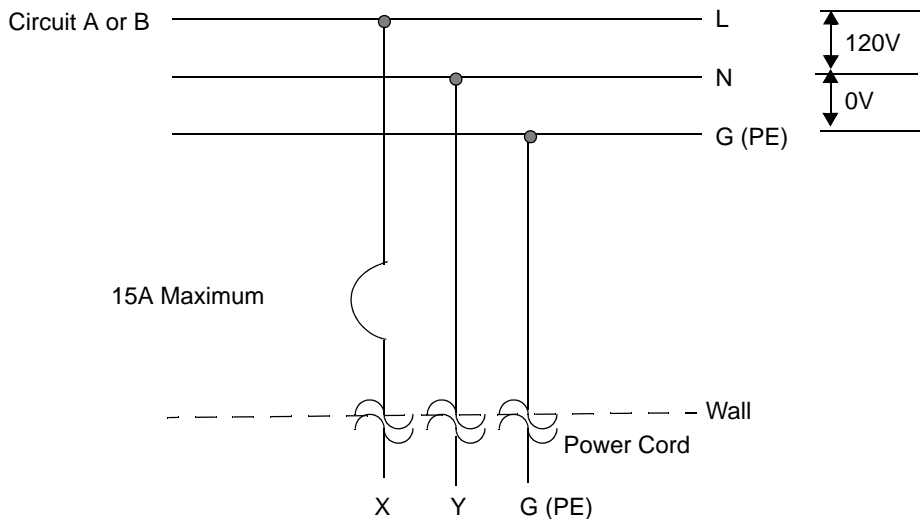 Circuit A or B
L
120V
N
0V
G (PE)
15A Maximum
Wall
Power Cord
X Y G (PE)